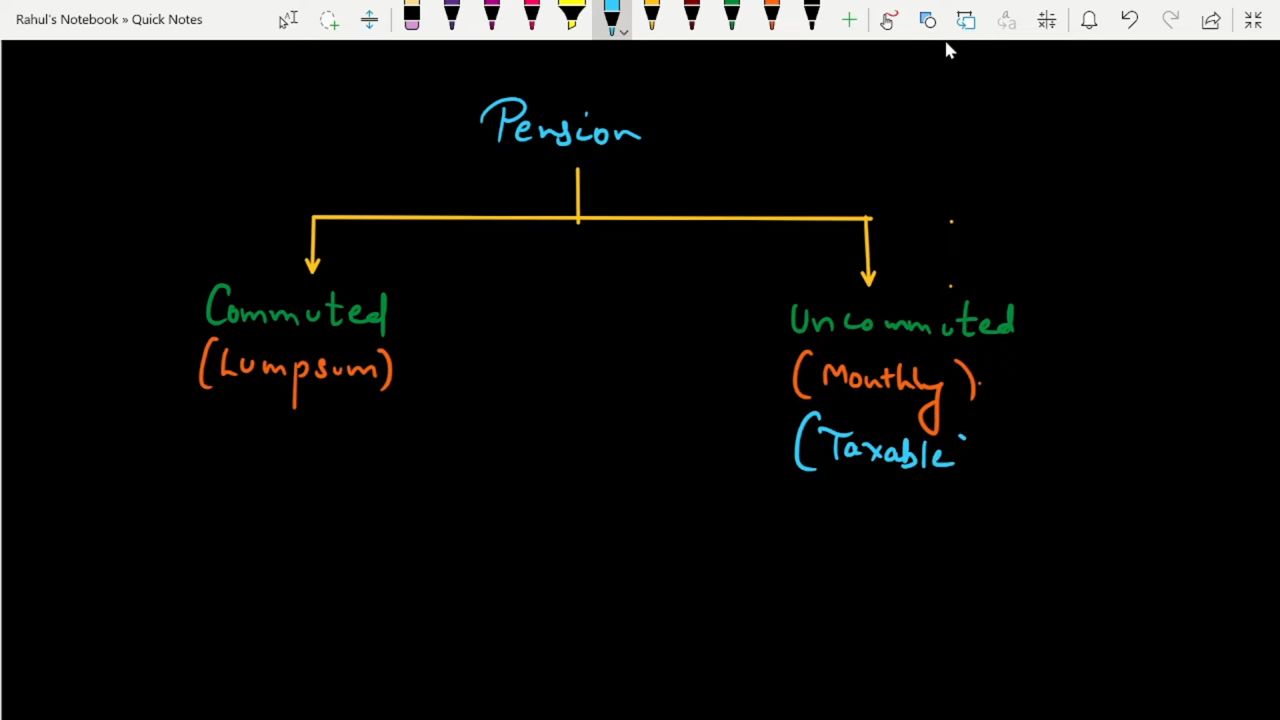 Rahul's Notebook » Quick Notes
Pension
Commuted
(Lumpsum)
Uncommuted
(Monthly)
(Taxable